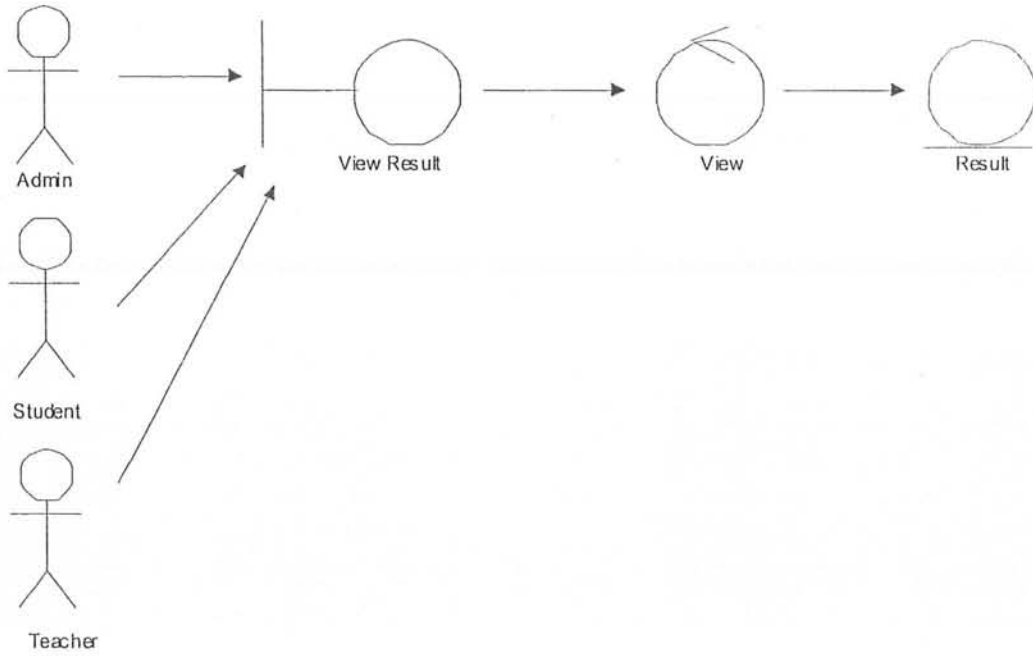 Admin
View Result
View
Result
Student
Teacher